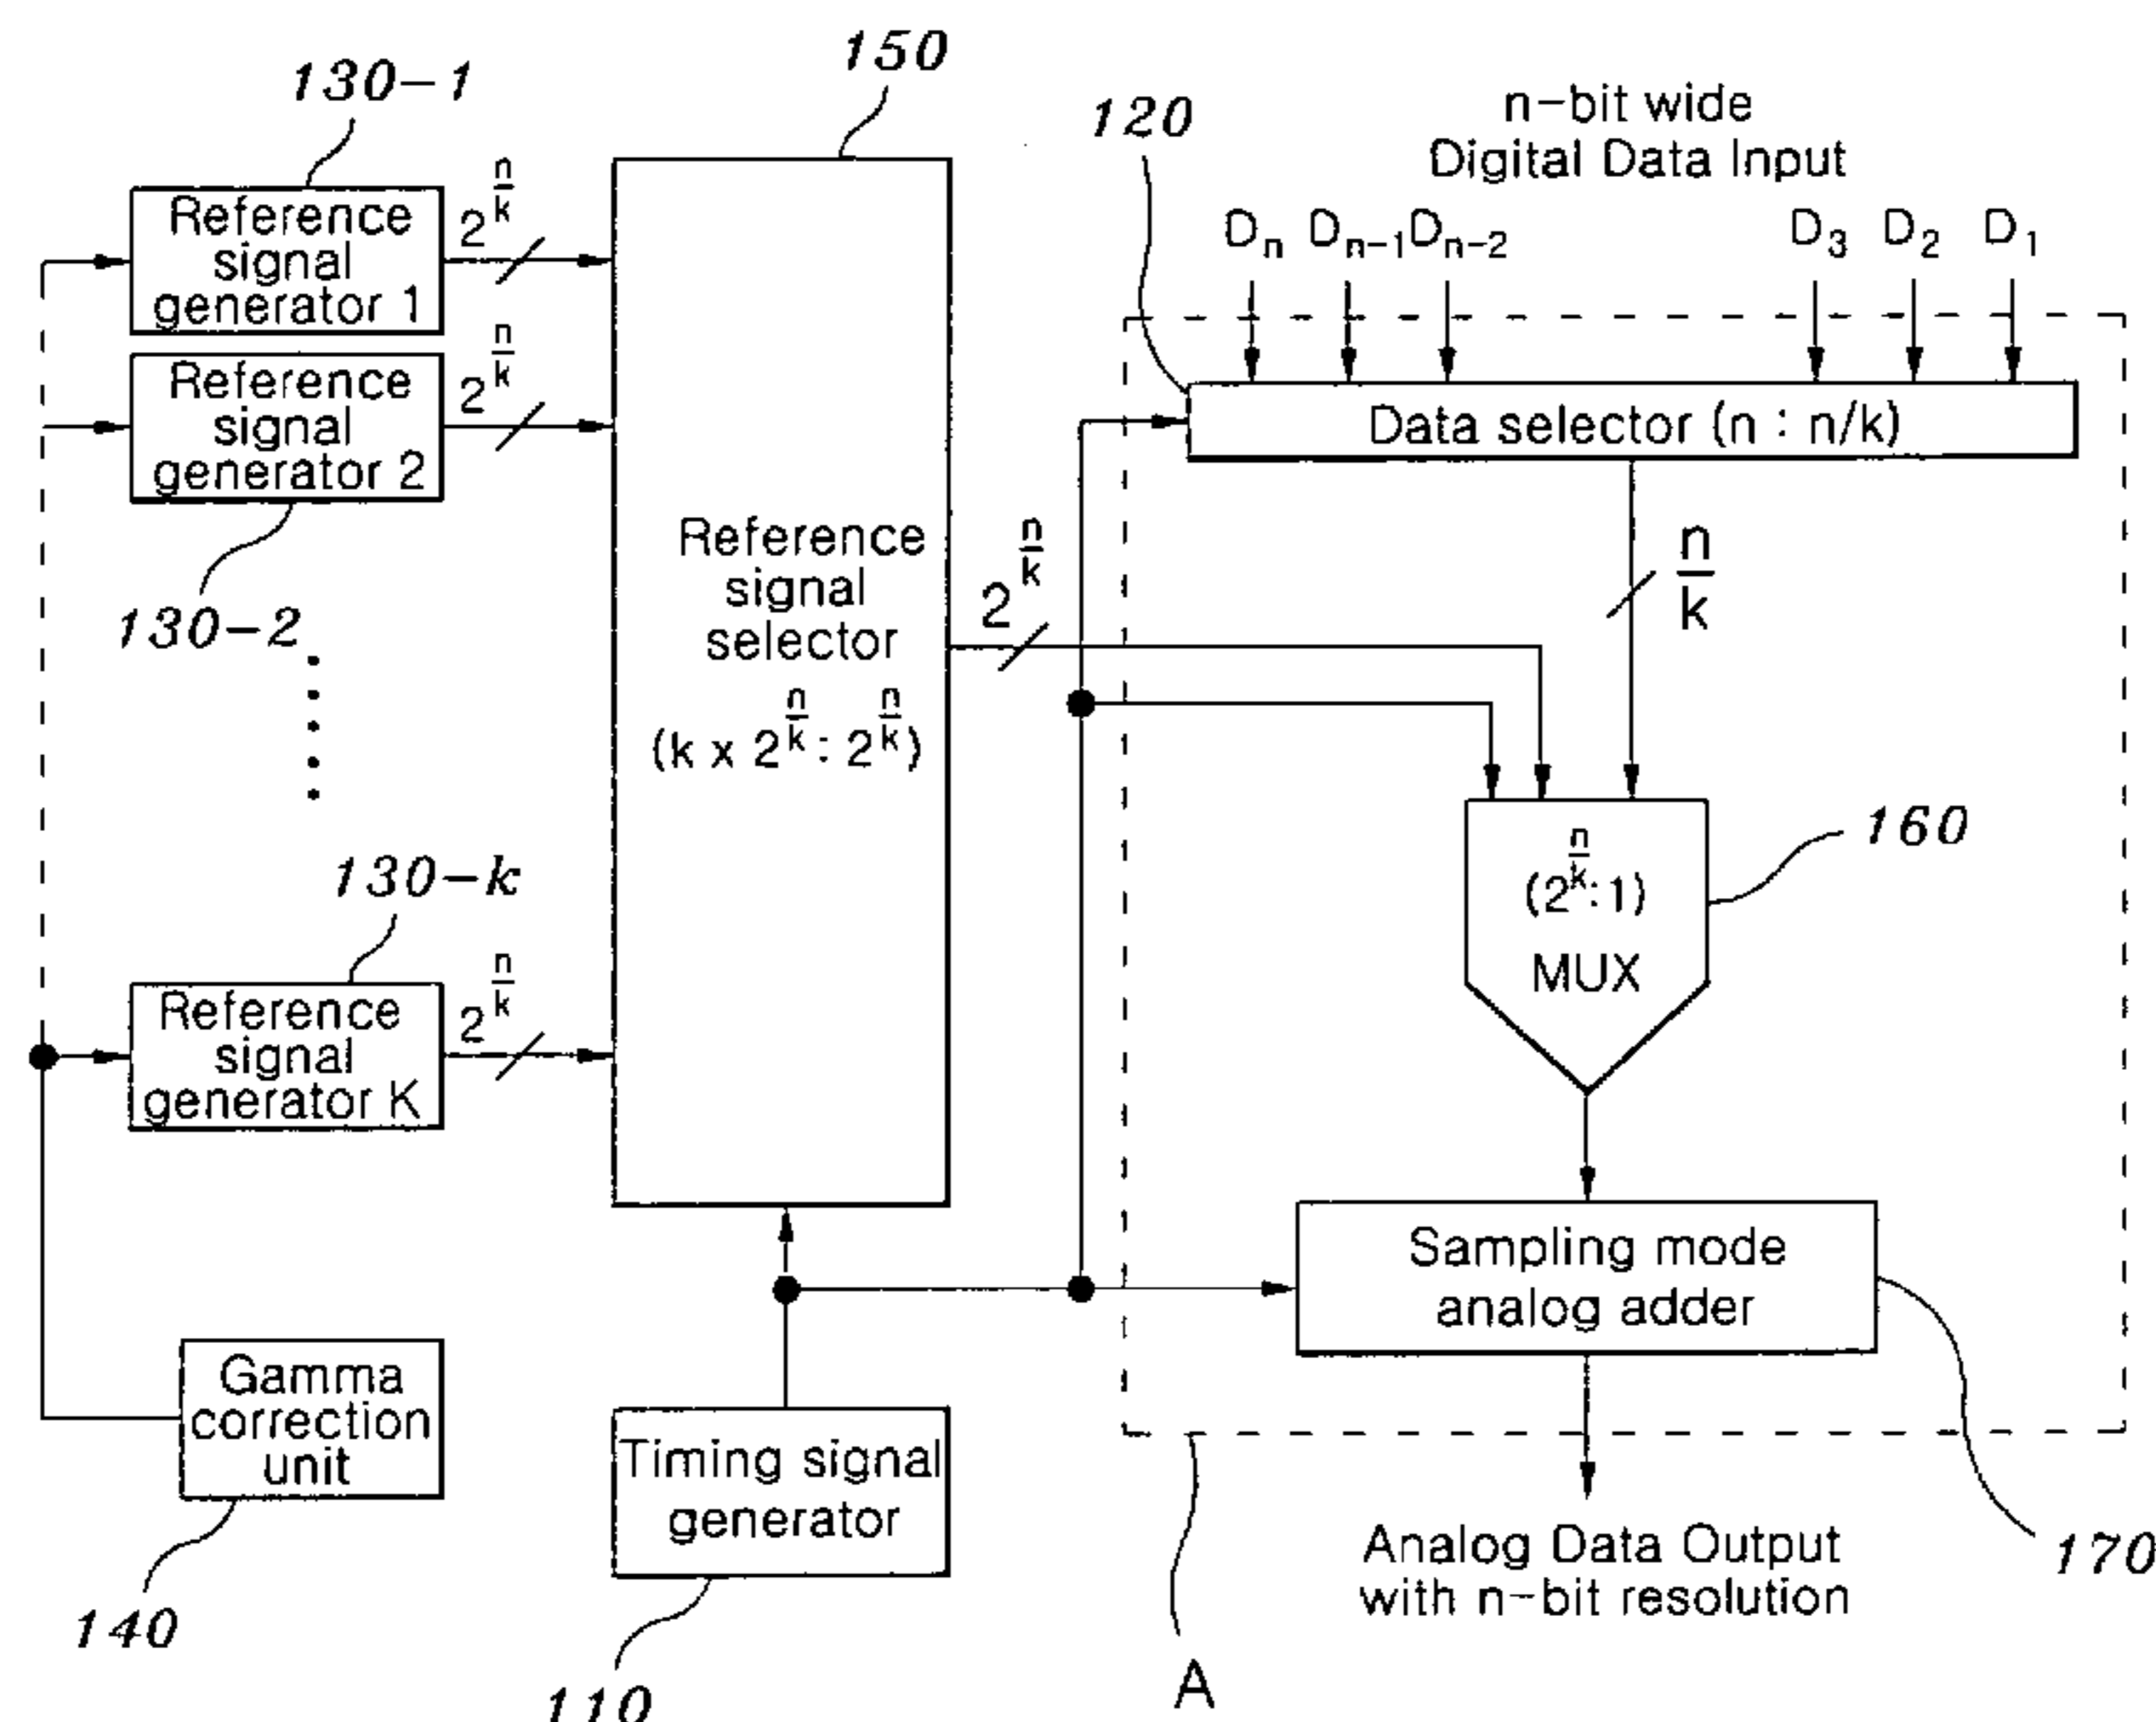 130-1
150
120
n-bit wide
Digital Data Input
Reference
signal
generator 1
2^{n/k}
D_n D_{n-1} D_{n-2} D_3 D_2 D_1
Reference
signal
generator 2
2^{n/k}
Data selector (n : n/k)
130-2
Reference
signal
selector
(k x 2^{n/k} : 2^{n/k})
2^{n/k}
n/k
130-k
(2^{n/k} : 1)
MUX
160
Reference
signal
generator K
2^{n/k}
Sampling mode
analog adder
Gamma
correction
unit
Timing signal
generator
Analog Data Output
with n-bit resolution
170
140
110
A